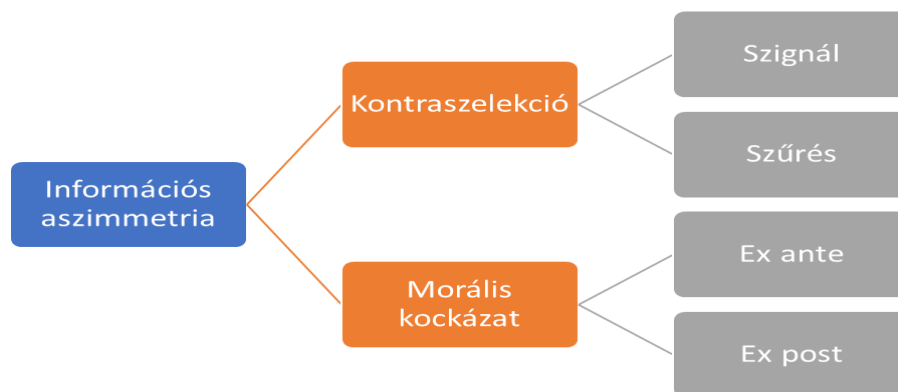 Információs
aszimmetria
Kontraszelekció
Morális
kockázat
Szignál
Szűrés
Ex ante
Ex post